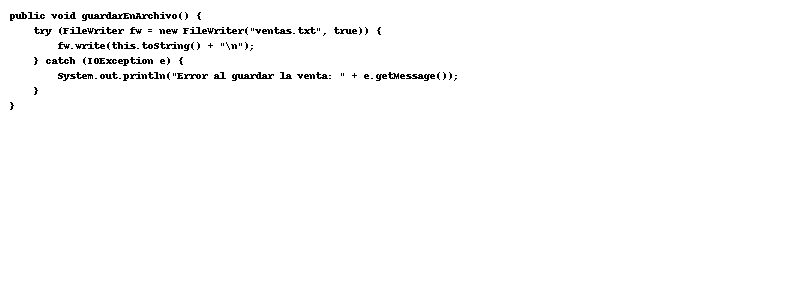 public void guardarEnArchivo() {
    try (FileWriter fw = new FileWriter("ventas.txt", true)) {
        fw.write(this.toString() + "\n");
    } catch (IOException e) {
        System.out.println("Error al guardar la venta: " + e.getMessage());
    }
}